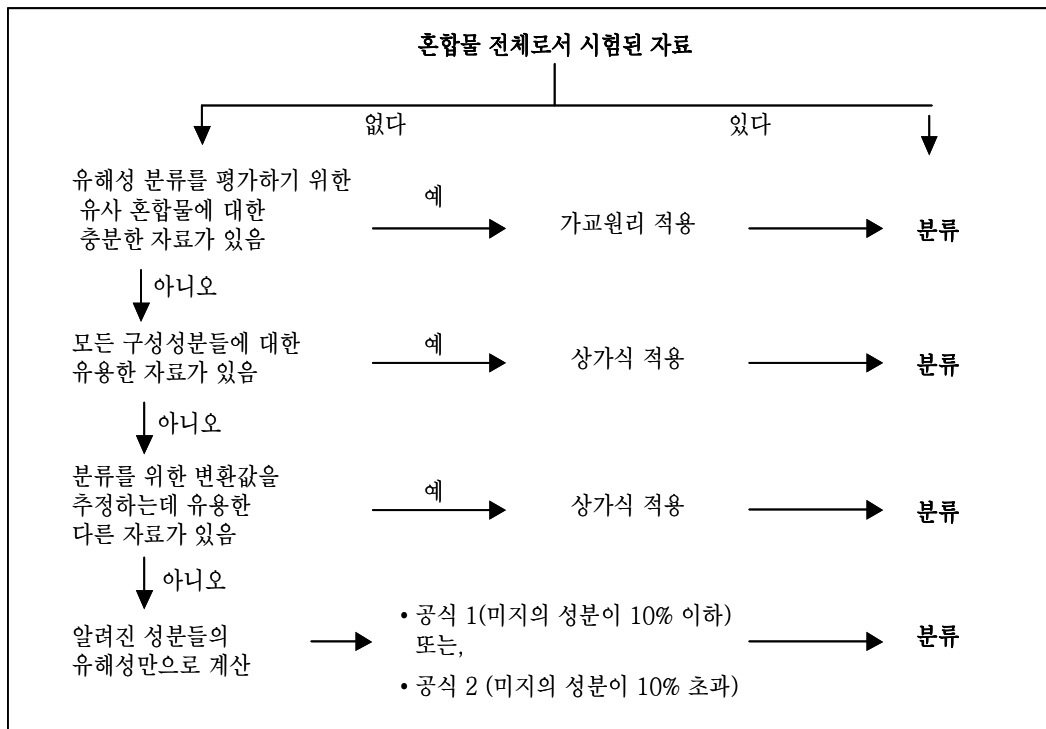 혼합물 전체로서 시험된 자료
없다
있다
유해성 분류를 평가하기 위한
유사 혼합물에 대한
충분한 자료가 있음
예
가교원리 적용
분류
아니오
모든 구성성분들에 대한
유용한 자료가 있음
예
상가식 적용
분류
아니오
분류를 위한 변환값을
추정하는데 유용한
다른 자료가 있음
예
상가식 적용
분류
아니오
알려진 성분들의
유해성만으로 계산
• 공식 1(미지의 성분이 10% 이하)
또는,
• 공식 2 (미지의 성분이 10% 초과)
분류